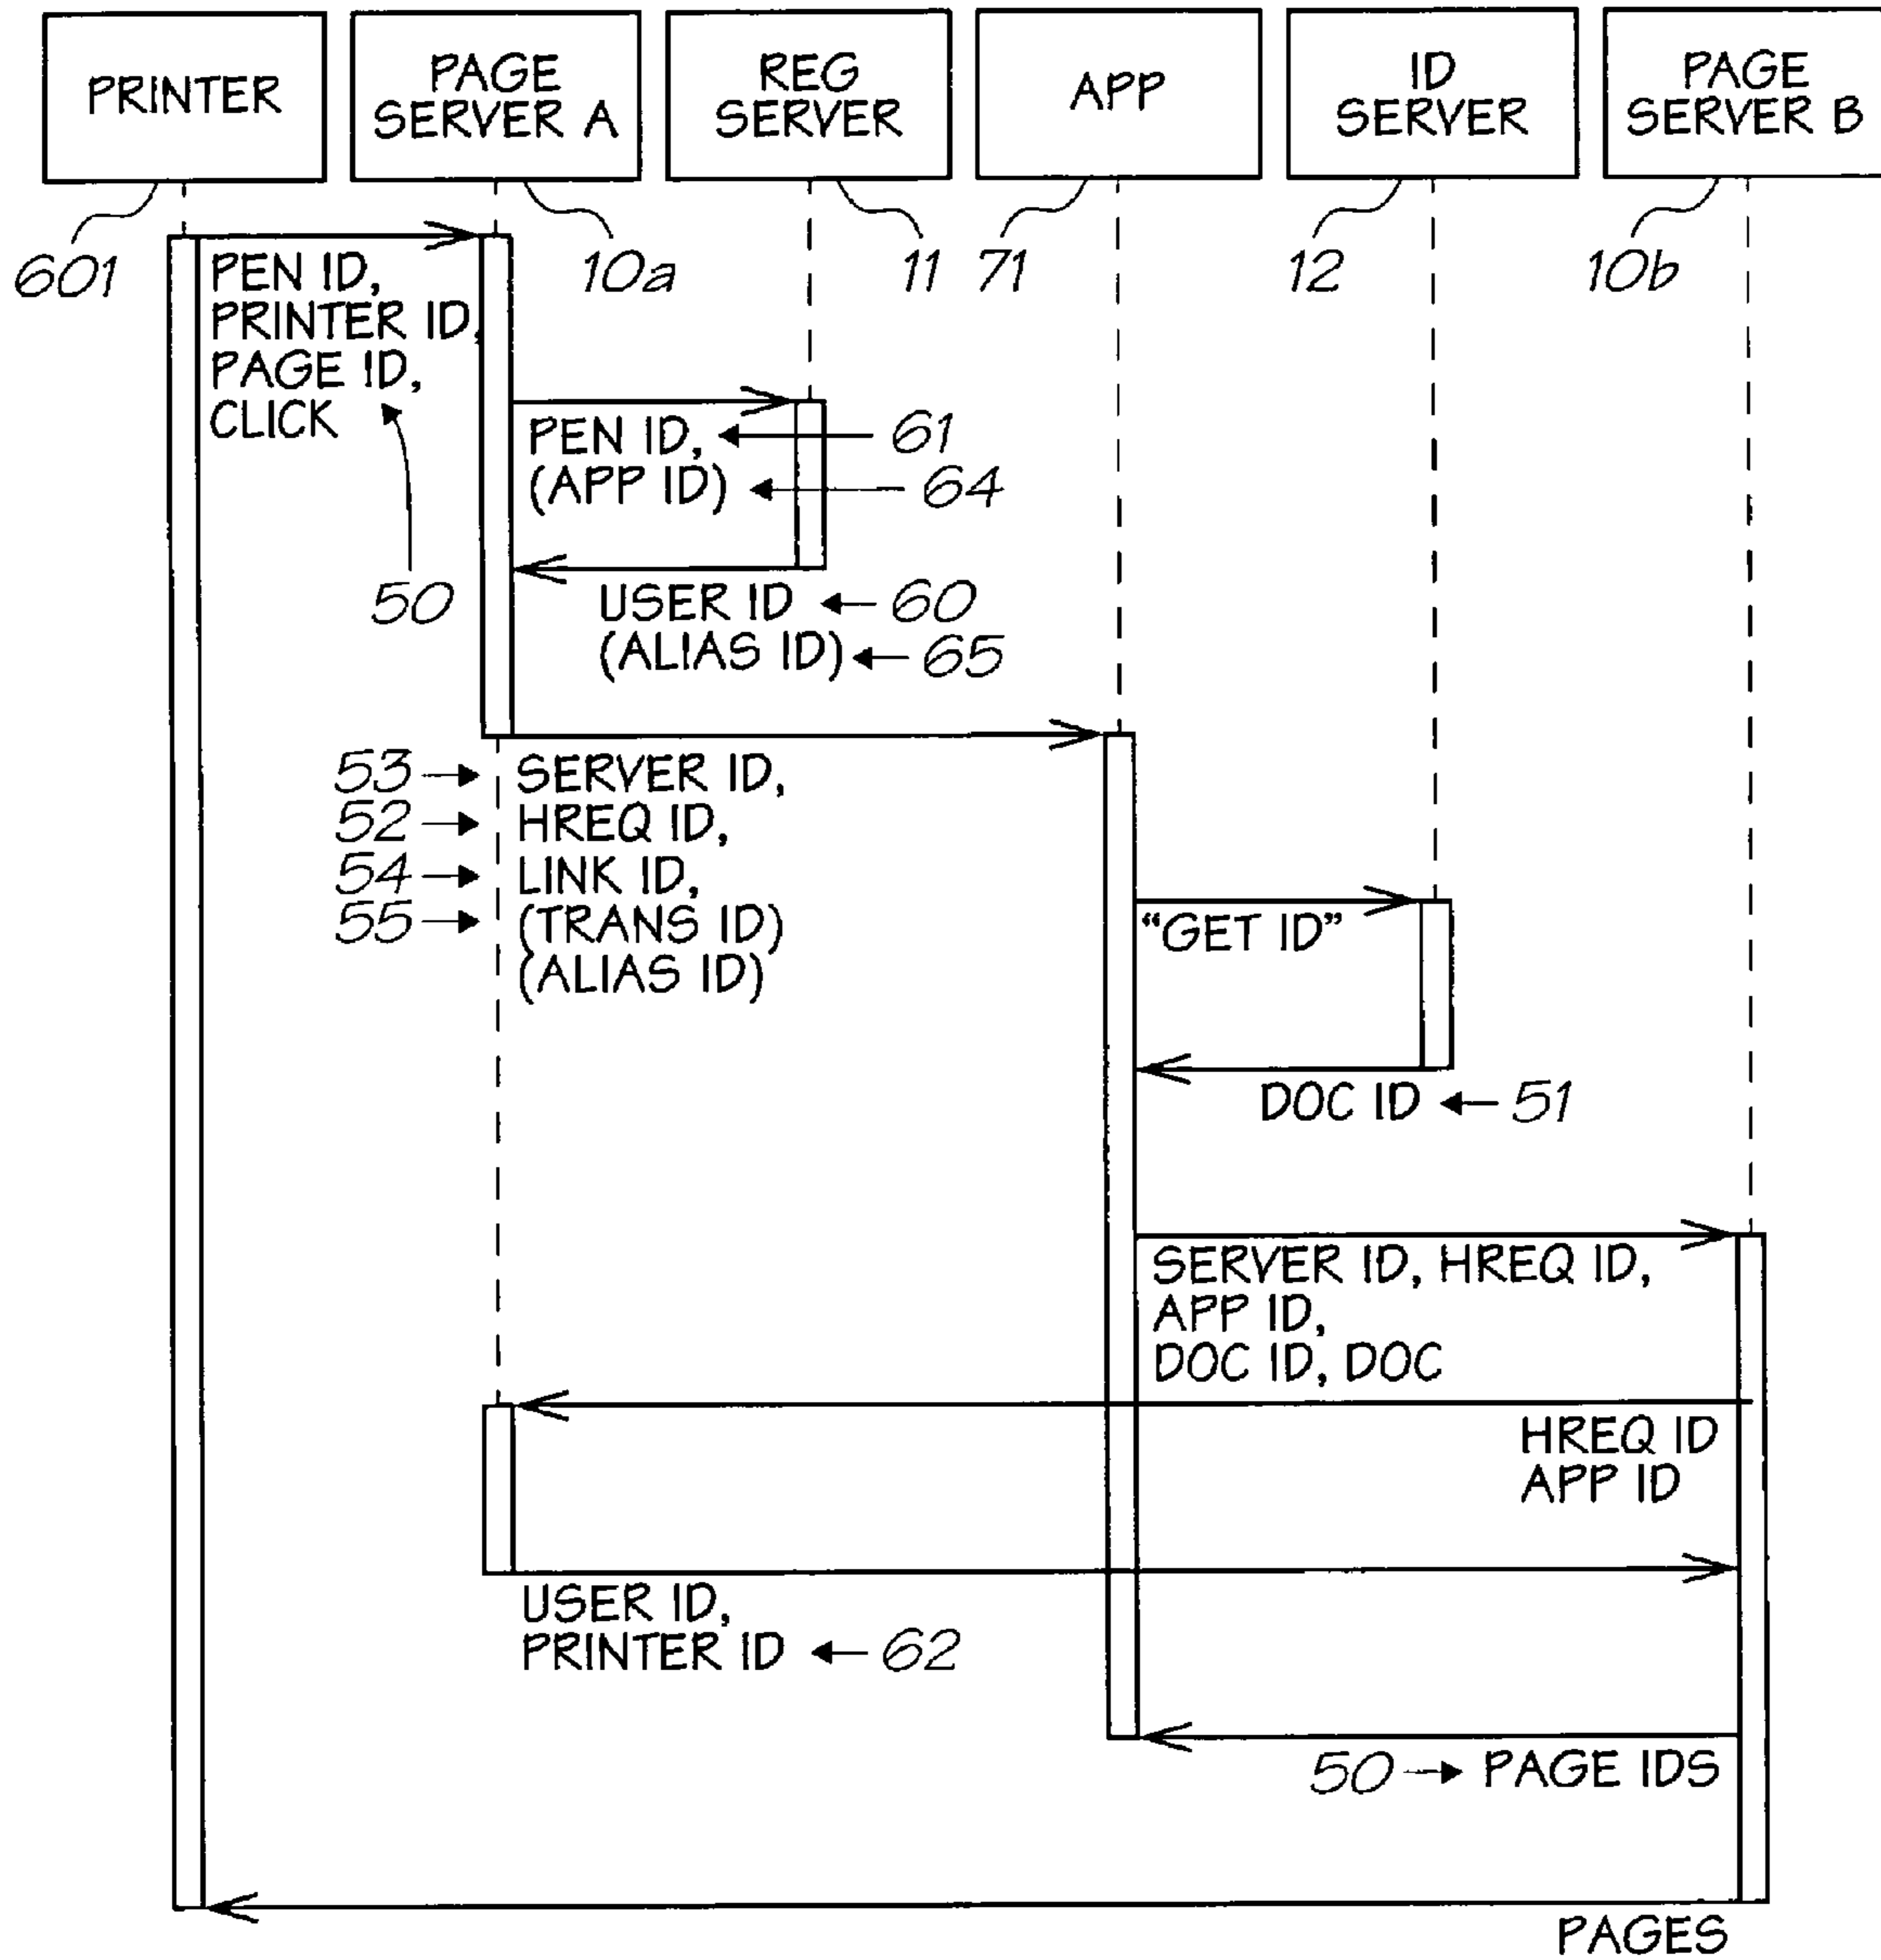 PRINTER
PAGE
SERVER A
REG
SERVER
APP
ID
SERVER
PAGE
SERVER B
601
10a
11
71
12
10b
PEN ID,
PRINTER ID,
PAGE ID,
CLICK
50
PEN ID, 61
(APP ID) 64
USER ID 60
(ALIAS ID) 65
53 SERVER ID,
52 HREQ ID,
54 LINK ID,
55 (TRANS ID)
(ALIAS ID)
“GET ID”
DOC ID 51
SERVER ID, HREQ ID,
APP ID,
DOC ID, DOC
HREQ ID
APP ID
USER ID,
PRINTER ID 62
50 PAGE IDS
PAGES